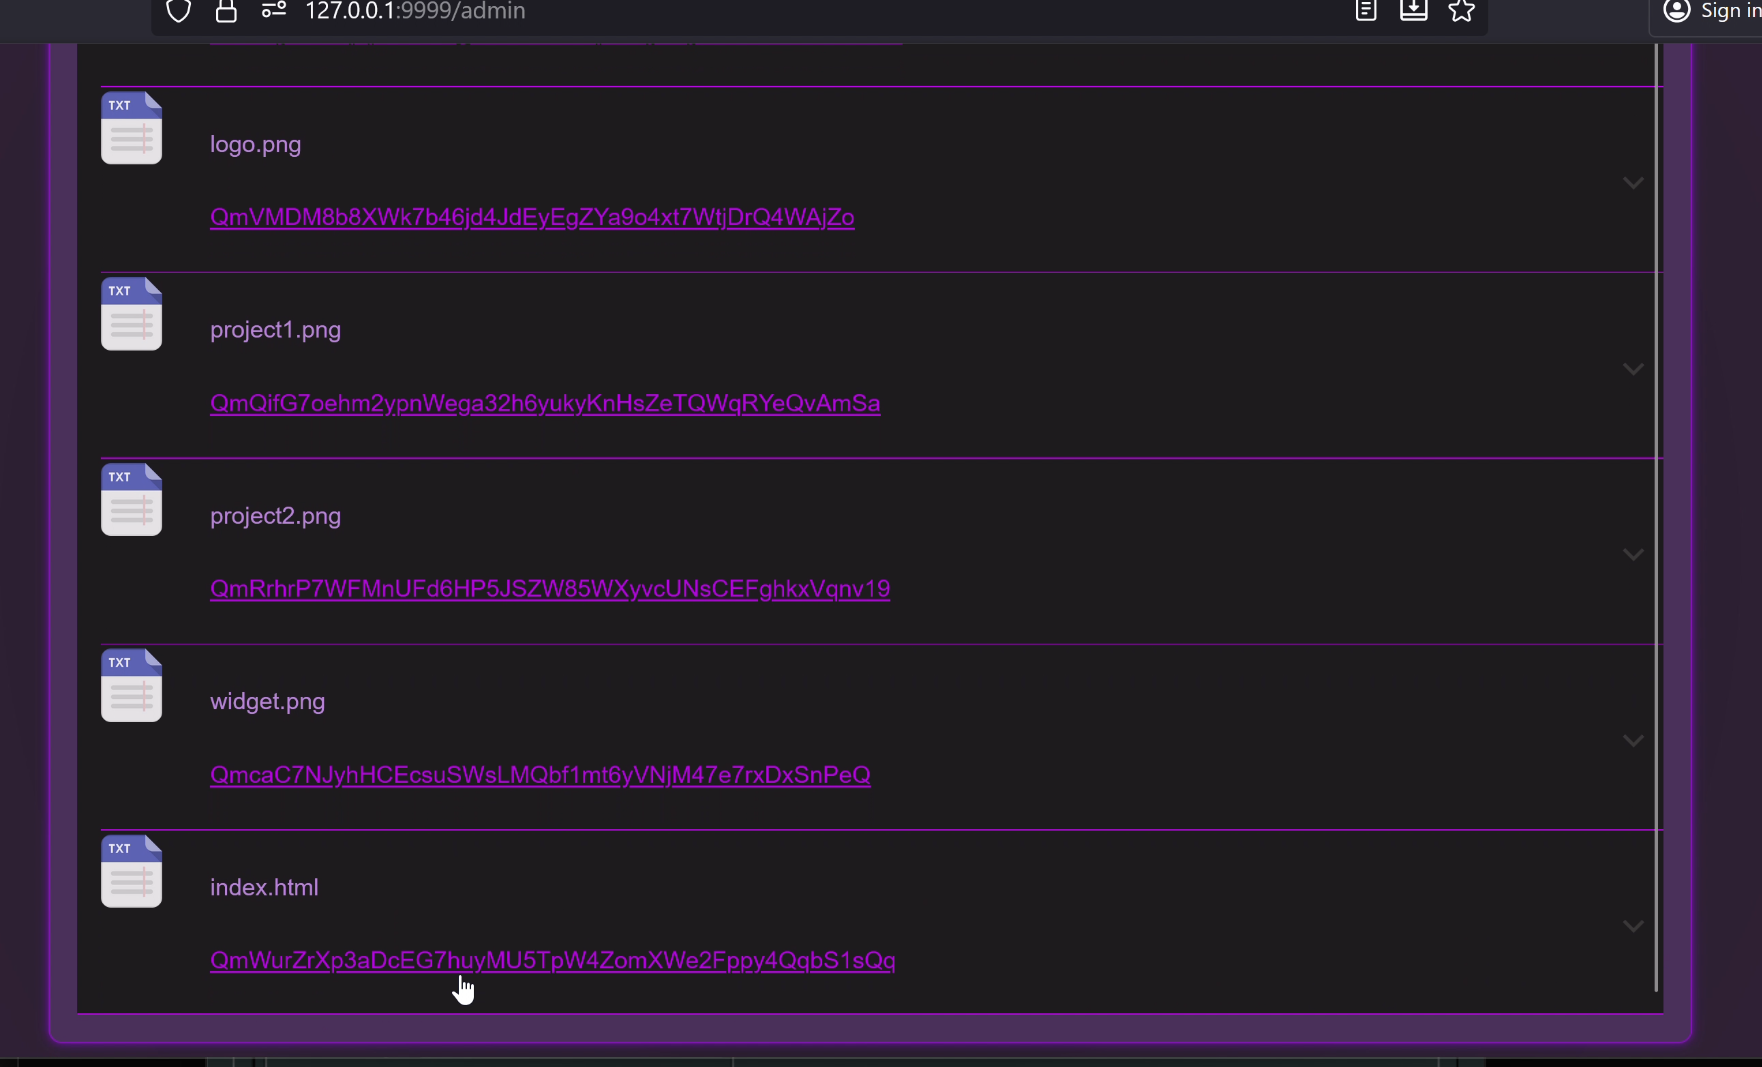 127.0.0.1:9999/admin
Sign in
TXT
logo.png
QmVMDM8b8XWk7b46jd4JdEyEgZYa9o4xt7WtjDrQ4WAjZo
TXT
project1.png
QmQifG7oehm2ypnWega32h6yukyKnHsZeTQWqRYeQvAmSa
TXT
project2.png
QmRrhrP7WFMnUFd6HP5JSZW85WXyvcUNsCEFghkxVqnv19
TXT
widget.png
QmcaC7NJyhHCEcsuSWsLMQbf1mt6yVNjM47e7rxDxSnPeQ
TXT
index.html
QmWurZrXp3aDcEG7huyMU5TpW4ZomXWe2Fppy4QqbS1sQq